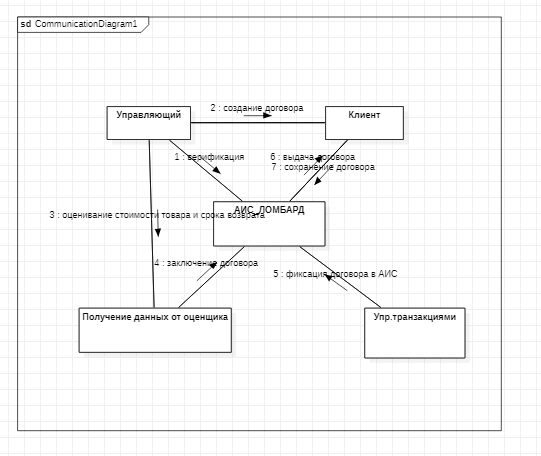 sd CommunicationDiagram1
2 : создание договора
Управляющий
Клиент
1 : верификация
6 : выдача договора
7 : сохранение договора
АИС_ЛОМБАРД
3 : оценивание стоимости товара и срока возврата
4 : заключение договора
5 : фиксация договора в АИС
Получение данных от оценщика
Упр.транзакциями